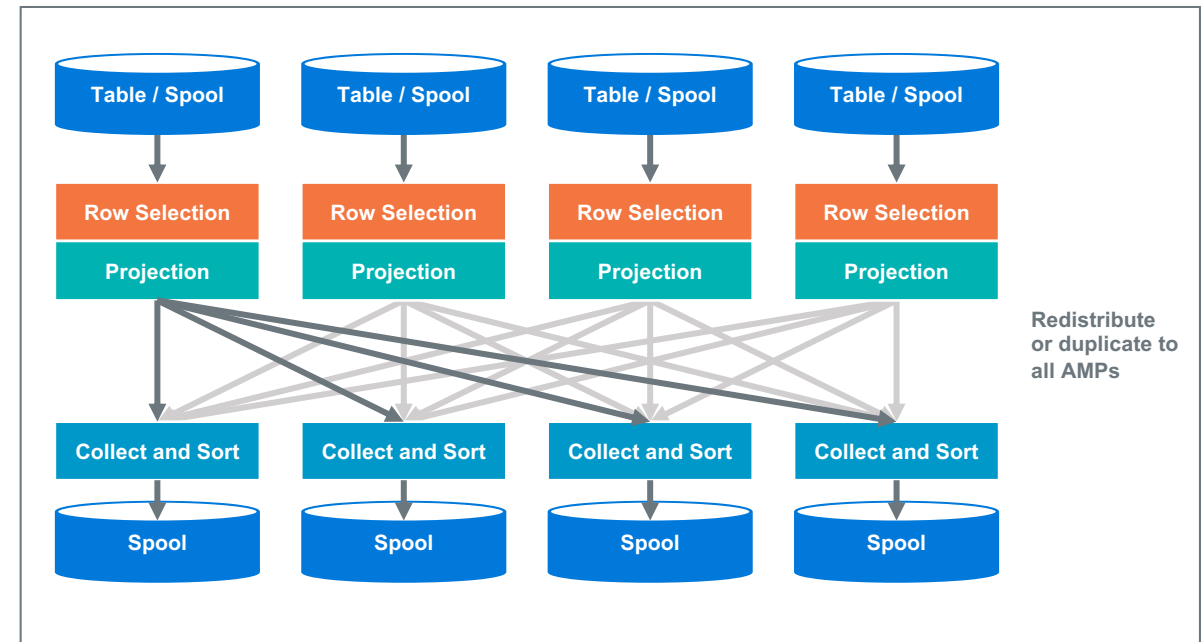 Table / Spool
Table / Spool
Table / Spool
Table / Spool
Row Selection
Row Selection
Row Selection
Row Selection
Projection
Projection
Projection
Projection
Redistribute
or duplicate to
all AMPs
Collect and Sort
Collect and Sort
Collect and Sort
Collect and Sort
Spool
Spool
Spool
Spool